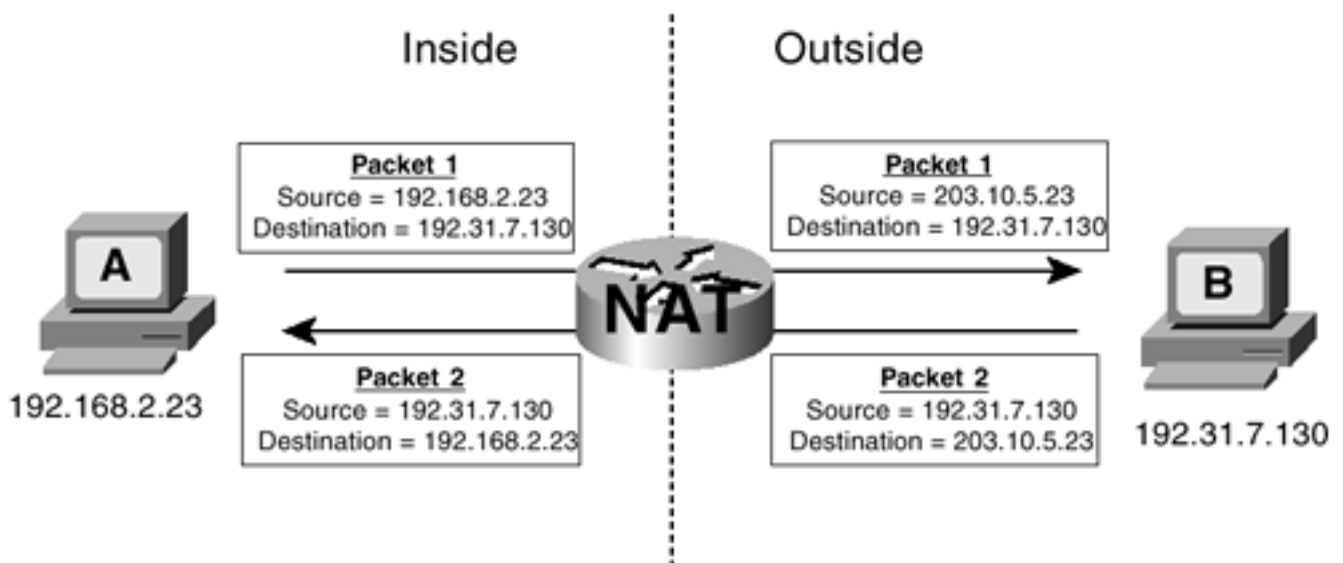 Inside
Outside
Packet 1
Source = 192.168.2.23
Destination = 192.31.7.130
Packet 1
Source = 203.10.5.23
Destination = 192.31.7.130
A
NAT
B
Packet 2
Source = 192.31.7.130
Destination = 192.168.2.23
Packet 2
Source = 192.31.7.130
Destination = 203.10.5.23
192.168.2.23
192.31.7.130